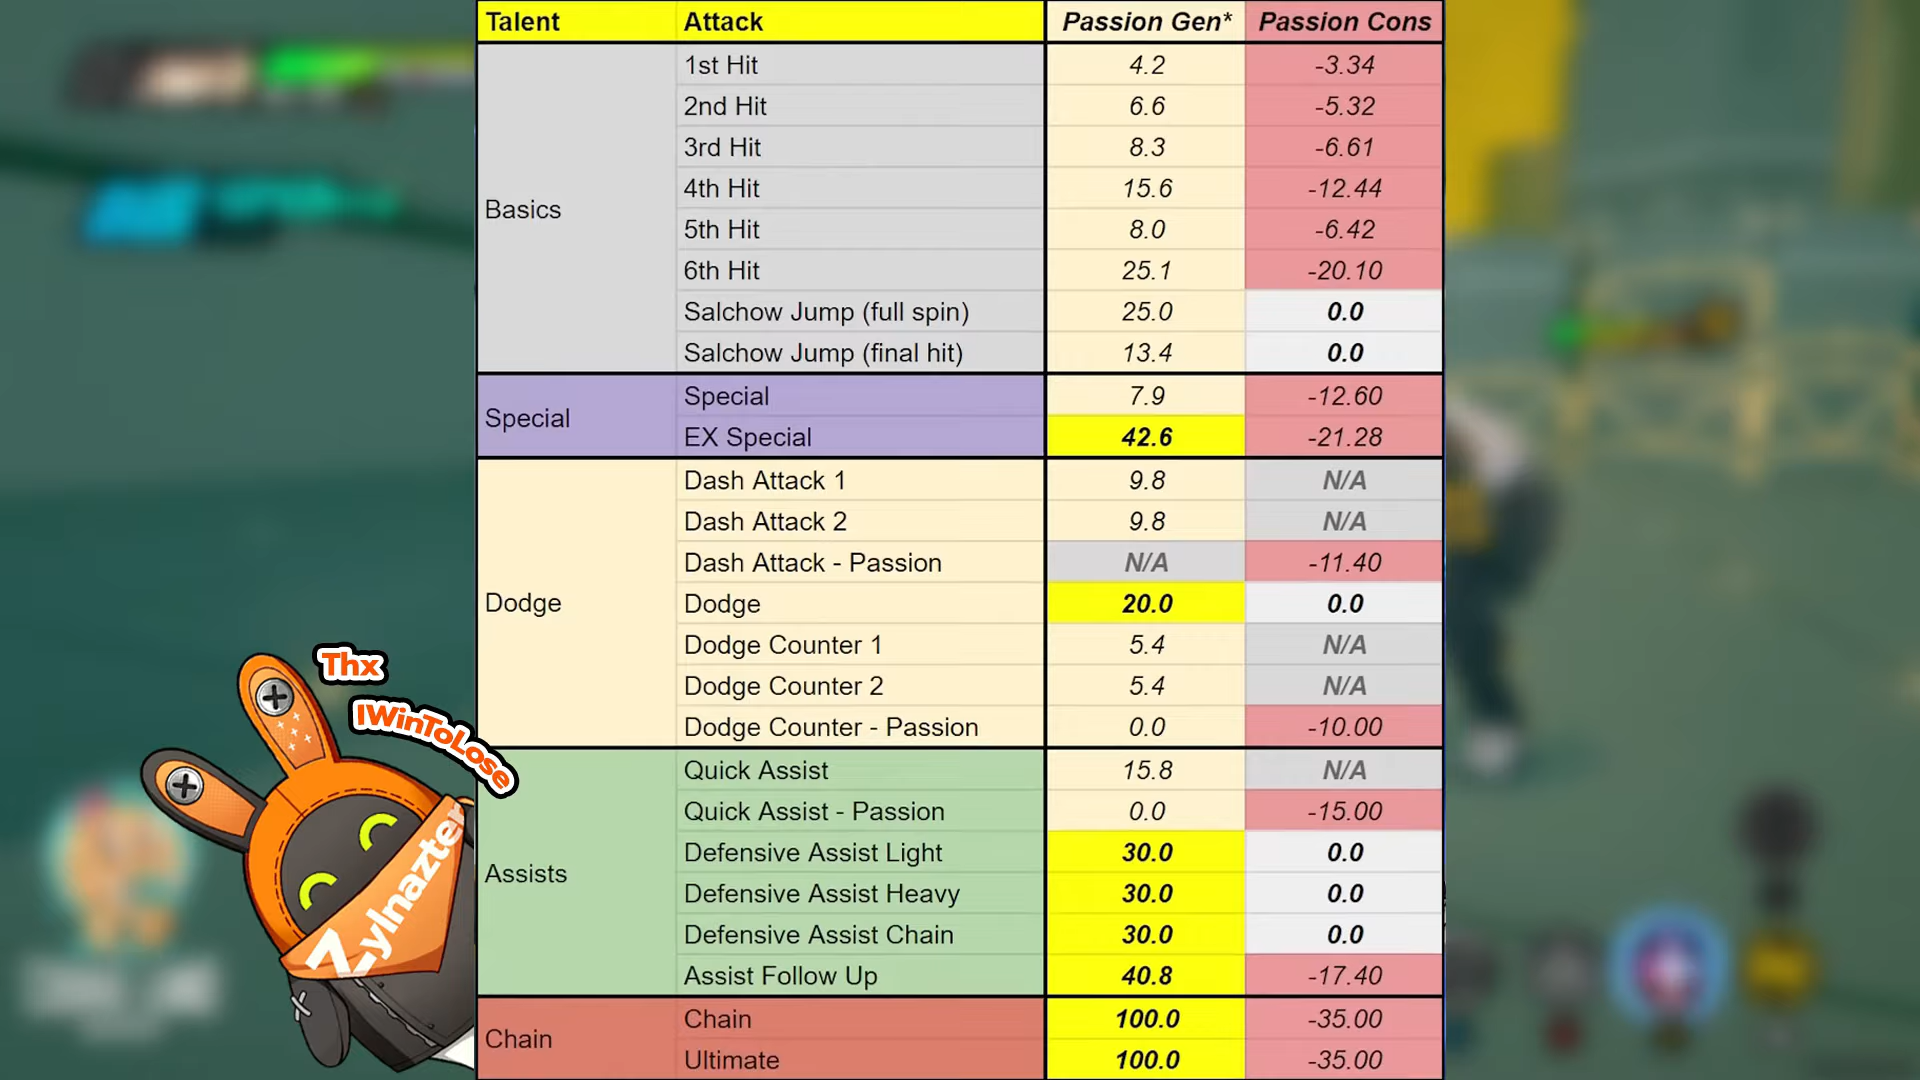 Talent Attack Passion Gen* Passion Cons
Basics
1st Hit 4.2 -3.34
2nd Hit 6.6 -5.32
3rd Hit 8.3 -6.61
4th Hit 15.6 -12.44
5th Hit 8.0 -6.42
6th Hit 25.1 -20.10
Salchow Jump (full spin) 25.0 0.0
Salchow Jump (final hit) 13.4 0.0
Special
Special 7.9 -12.60
EX Special 42.6 -21.28
Dodge
Dash Attack 1 9.8 N/A
Dash Attack 2 9.8 N/A
Dash Attack - Passion N/A -11.40
Dodge 20.0 0.0
Dodge Counter 1 5.4 N/A
Dodge Counter 2 5.4 N/A
Dodge Counter - Passion 0.0 -10.00
Assists
Quick Assist 15.8 N/A
Quick Assist - Passion 0.0 -15.00
Defensive Assist Light 30.0 0.0
Defensive Assist Heavy 30.0 0.0
Defensive Assist Chain 30.0 0.0
Assist Follow Up 40.8 -17.40
Chain
Chain 100.0 -35.00
Ultimate 100.0 -35.00
Thx
IWinToLose
Zylnazter